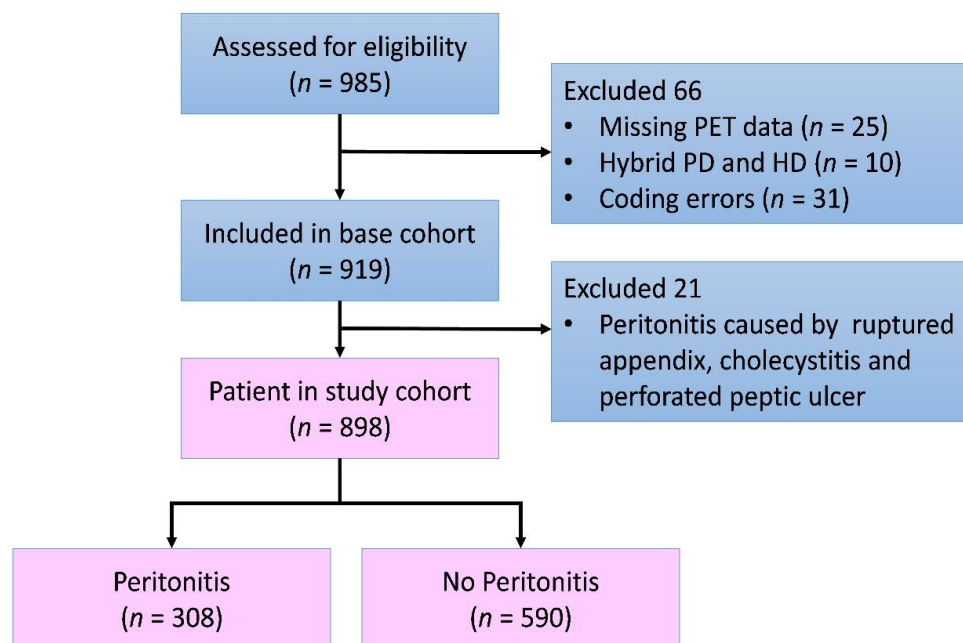 Assessed for eligibility
(n = 985)
Excluded 66
• Missing PET data (n = 25)
• Hybrid PD and HD (n = 10)
• Coding errors (n = 31)
Included in base cohort
(n = 919)
Excluded 21
• Peritonitis caused by ruptured
appendix, cholecystitis and
perforated peptic ulcer
Patient in study cohort
(n = 898)
Peritonitis
(n = 308)
No Peritonitis
(n = 590)